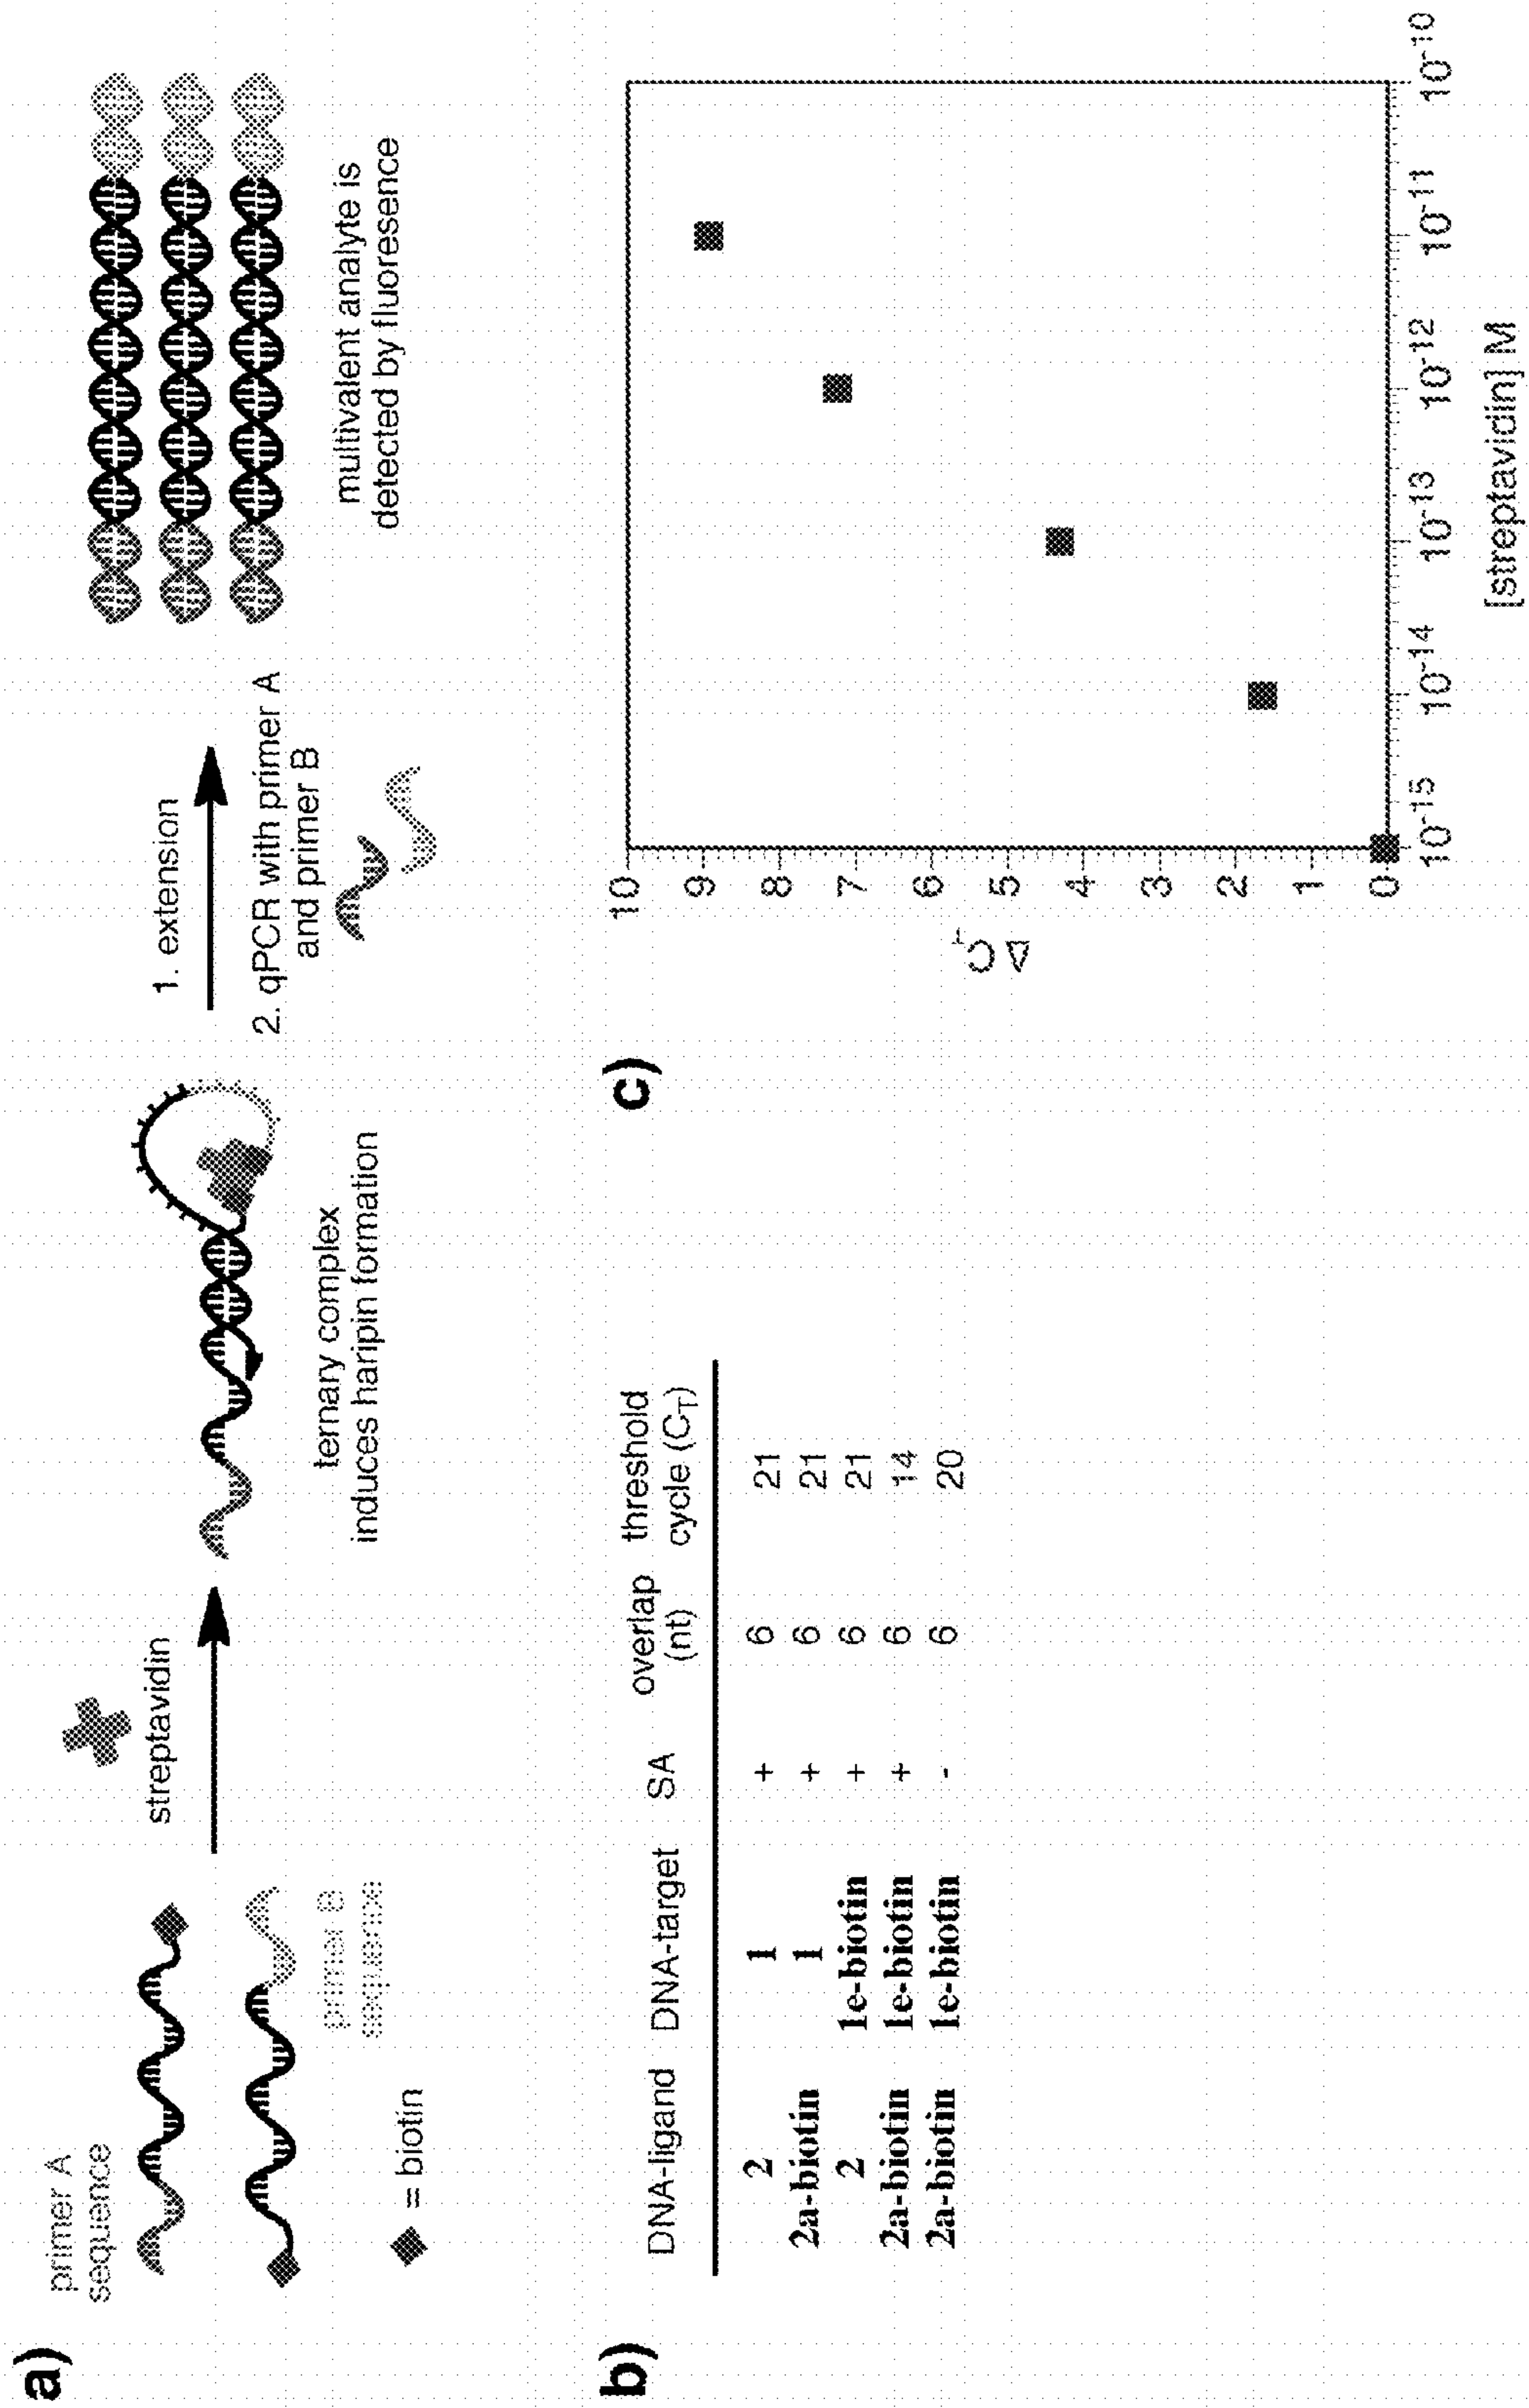 a)
primer A
sequence
primer B
sequence
= biotin
streptavidin
ternary complex
induces haripin formation
1. extension
2. qPCR with primer A
and primer B
multivalent analyte is
detected by fluoresence
b)
DNA-ligand DNA-target SA overlap (nt) threshold cycle (CT)
2 1 + 6 21
2a-biotin 1 + 6 21
2 1e-biotin + 6 21
2a-biotin 1e-biotin + 6 14
2a-biotin 1e-biotin - 6 20
c)
Δ CT
10
9
8
7
6
5
4
3
2
1
0
10⁻¹⁵ 10⁻¹⁴ 10⁻¹³ 10⁻¹² 10⁻¹¹ 10⁻¹⁰
[streptavidin] M